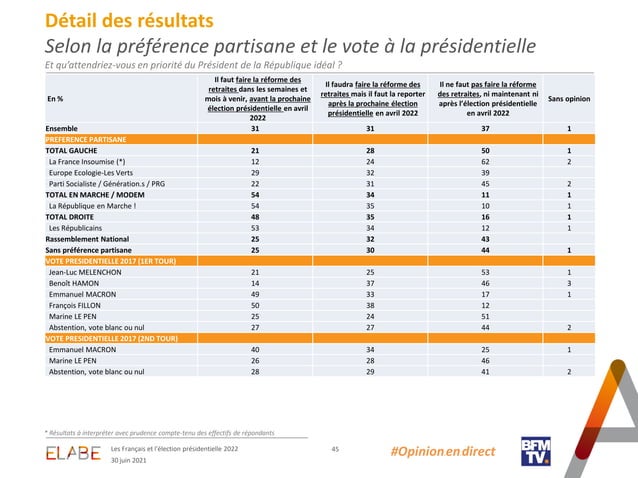 Détail des résultats
Selon la préférence partisane et le vote à la présidentielle
Et qu'attendriez-vous en priorité du Président de la République idéal ?
En %
Il faut faire la réforme des
retraites dans les semaines et
mois à venir, avant la prochaine
élection présidentielle en avril
2022
Il faudra faire la réforme des
retraites mais il faut la reporter
après la prochaine élection
présidentielle en avril 2022
Il ne faut pas faire la réforme
des retraites, ni maintenant ni
après l'élection présidentielle
en avril 2022
Sans opinion
Ensemble 31 31 37 1
PREFERENCE PARTISANE
TOTAL GAUCHE 21 28 50 1
La France Insoumise (*) 12 24 62 2
Europe Ecologie-Les Verts 29 32 39
Parti Socialiste / Génération.s / PRG 22 31 45 2
TOTAL EN MARCHE / MODEM 54 34 11 1
La République en Marche ! 54 35 10 1
TOTAL DROITE 48 35 16 1
Les Républicains 53 34 12 1
Rassemblement National 25 32 43
Sans préférence partisane 25 30 44 1
VOTE PRESIDENTIELLE 2017 (1ER TOUR)
Jean-Luc MELENCHON 21 25 53 1
Benoît HAMON 14 37 46 3
Emmanuel MACRON 49 33 17 1
François FILLON 50 38 12
Marine LE PEN 25 24 51
Abstention, vote blanc ou nul 27 27 44 2
VOTE PRESIDENTIELLE 2017 (2ND TOUR)
Emmanuel MACRON 40 34 25 1
Marine LE PEN 26 28 46
Abstention, vote blanc ou nul 28 29 41 2
* Résultats à interpréter avec prudence compte-tenu des effectifs de répondants
ELABE
Les Français et l'élection présidentielle 2022
30 juin 2021
45
#Opinionendirect
BFM
TV.